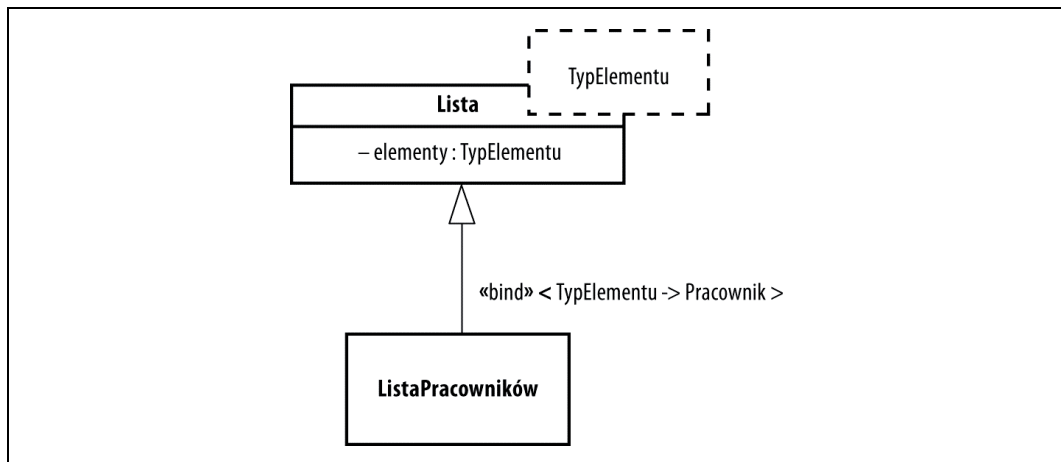 TypElementu
Lista
– elementy : TypElementu
«bind» < TypElementu -> Pracownik >
ListaPracowników